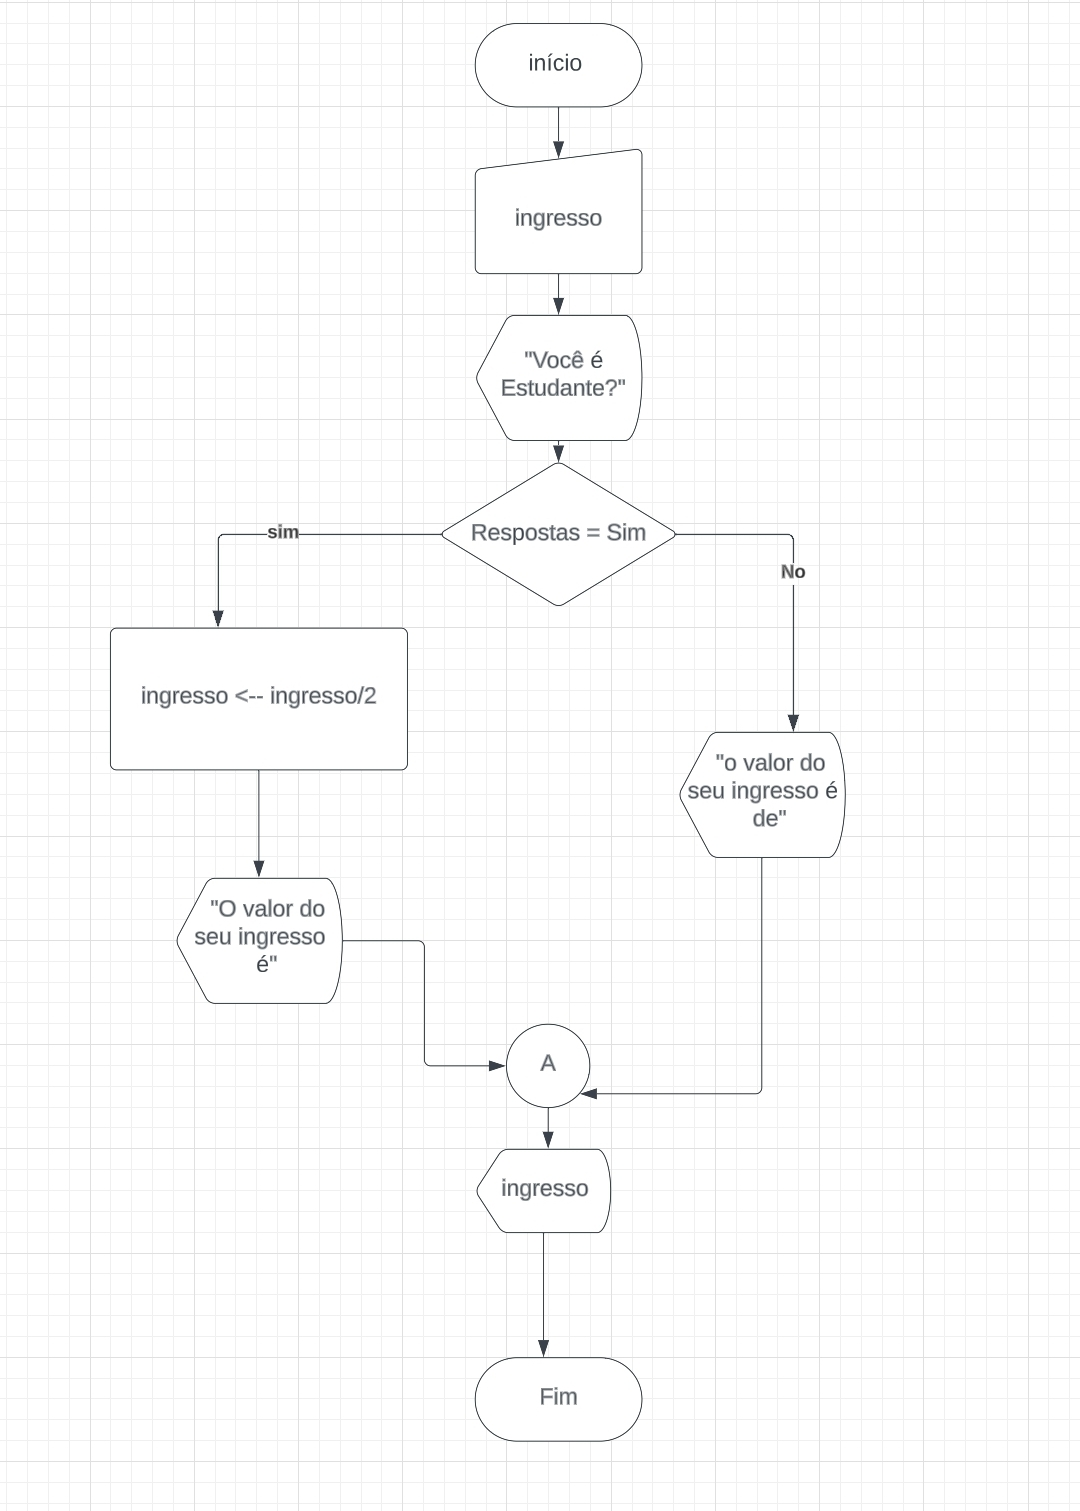 início
ingresso
"Você é
Estudante?"
Respostas = Sim
sim
No
ingresso <-- ingresso/2
"o valor do
seu ingresso é
de"
"O valor do
seu ingresso
é"
A
ingresso
Fim